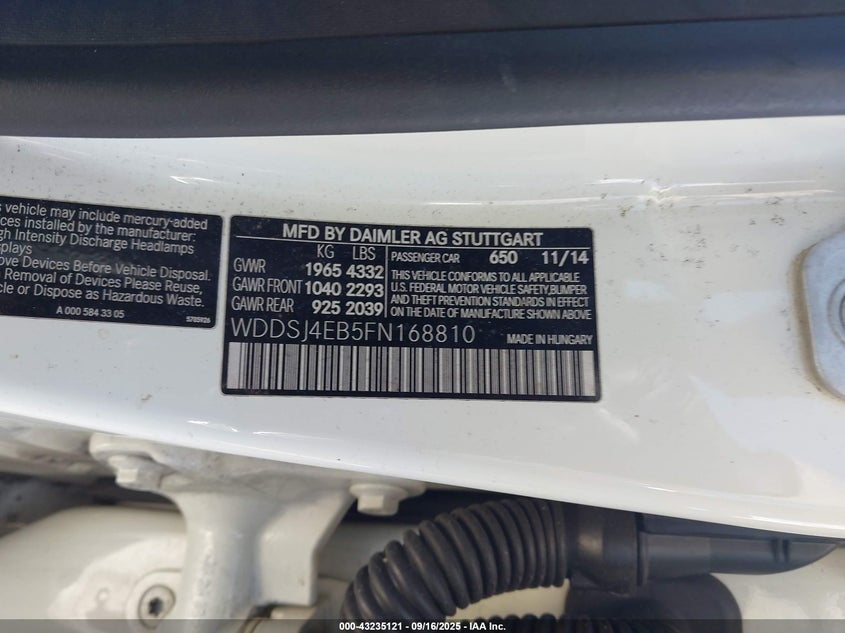 s vehicle may include mercury-added
ces installed by the manufacturer:
gh Intensity Discharge Headlamps
splays
ove Devices Before Vehicle Disposal.
Removal of Devices Please Reuse,
cle or Dispose as Hazardous Waste.
A 000 584 33 05
5785926
MFD BY DAIMLER AG STUTTGART
KG LBS
GVWR 1965 4332
GAWR FRONT 1040 2293
GAWR REAR 925 2039
PASSENGER CAR 650 11/14
THIS VEHICLE CONFORMS TO ALL APPLICABLE
U.S. FEDERAL MOTOR VEHICLE SAFETY,BUMPER
AND THEFT PREVENTION STANDARDS IN EFFECT
ON THE DATE OF MANUFACTURE SHOWN ABOVE
WDDSJ4EB5FN168810
MADE IN HUNGARY
000-43235121 - 09/16/2025 - IAA Inc.